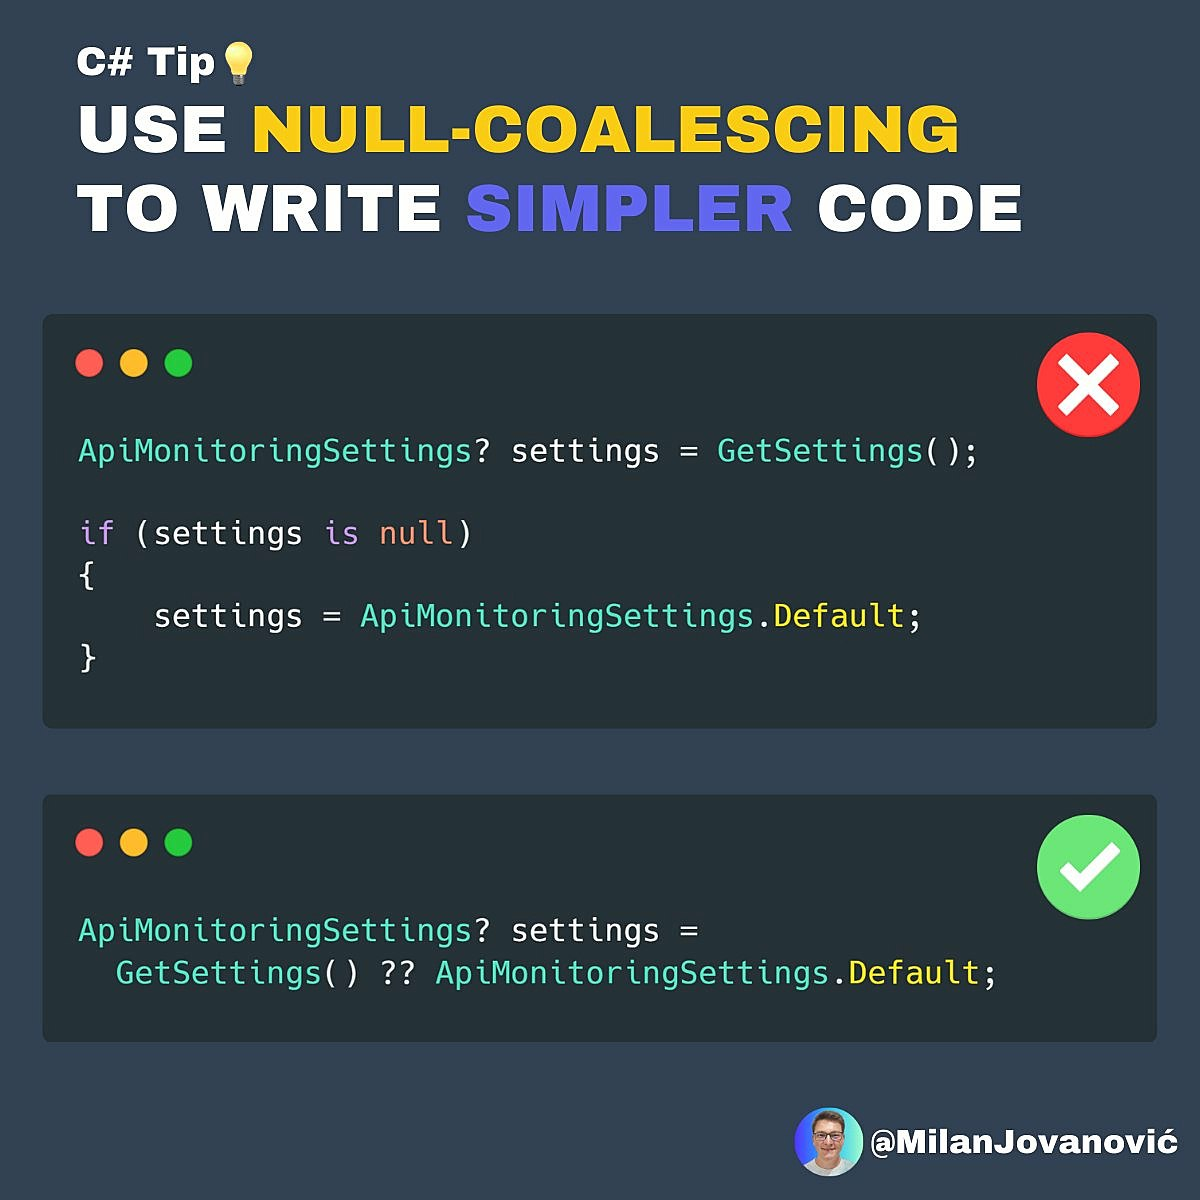 C# Tip💡
USE NULL-COALESCING
TO WRITE SIMPLER CODE
ApiMonitoringSettings? settings = GetSettings();
if (settings is null)
{
    settings = ApiMonitoringSettings.Default;
}
ApiMonitoringSettings? settings =
  GetSettings() ?? ApiMonitoringSettings.Default;
@MilanJovanović